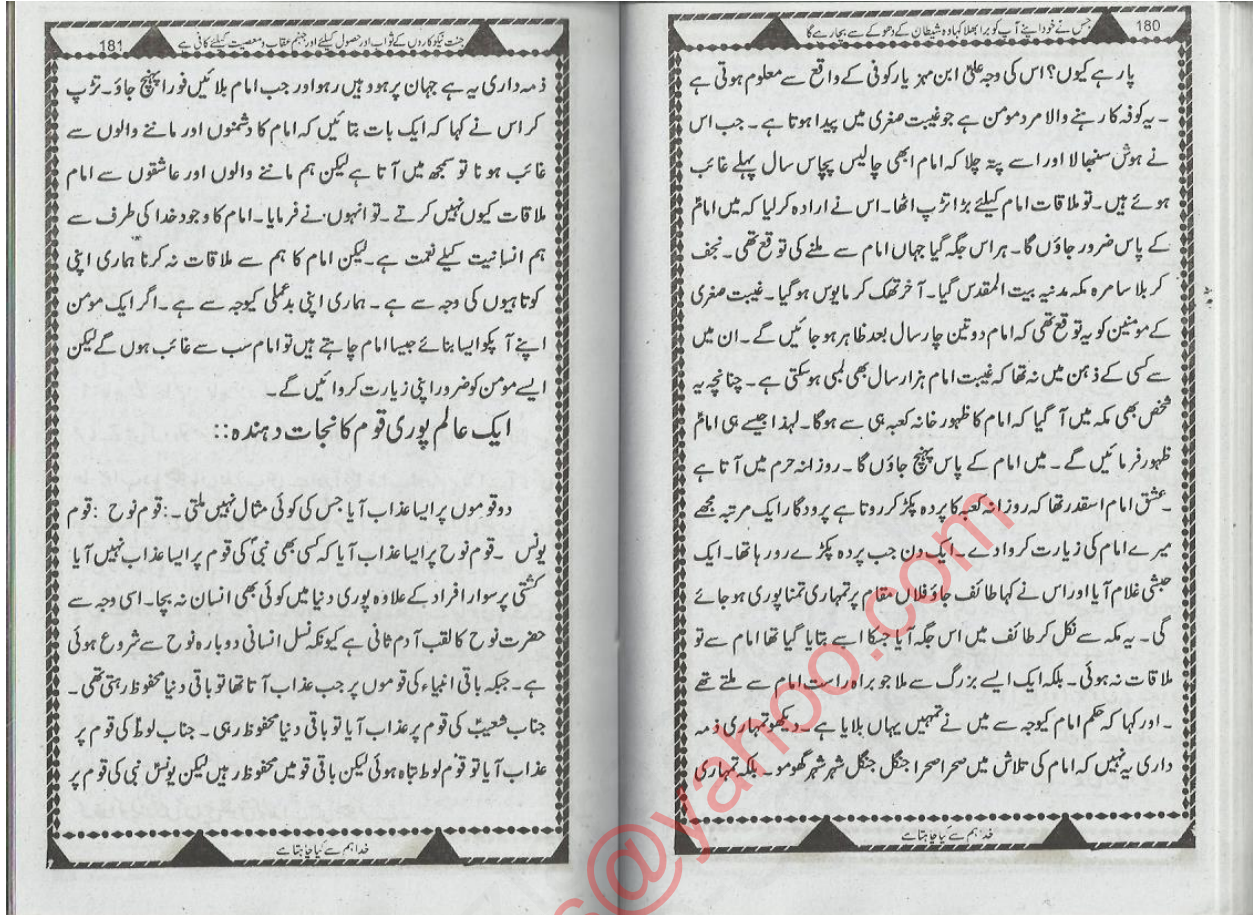 180
جس نے خود اپنے آپ کو برا بھلا کہا وہ شیطان کے دھوکے سے بچا رہے گا
پار ہے کیوں؟ اس کی وجہ علیؑ ابن مہزیار کوفی کے واقع سے معلوم ہوتی ہے
۔ یہ کوفہ کا رہنے والا مرد مومن ہے جو غیبت صغری میں پیدا ہوتا ہے۔ جب اس
نے ہوش سنبھالا اور اسے پتہ چلا کہ امام ابھی چالیس پچاس سال پہلے غائب
ہوئے ہیں۔ تو ملاقات امام کیلئے بڑا تڑپ اٹھا۔ اس نے ارادہ کر لیا کہ میں امامؑ
کے پاس ضرور جاؤں گا۔ ہر اس جگہ گیا جہاں امام سے ملنے کی توقع تھی۔ نجف
کربلا سامرہ مکہ مدنیہ بیت المقدس گیا۔ آخر تھک کر مایوس ہو گیا۔ غیبت صغری
کے مومنین کو یہ توقع تھی کہ امام دو تین چار سال بعد ظاہر ہو جائیں گے۔ ان میں
سے کسی کے ذہن میں نہ تھا کہ غیبت امام ہزار سال بھی لمبی ہو سکتی ہے۔ چنانچہ یہ
شخص بھی مکہ میں آ گیا کہ امام کا ظہور خانہ کعبہ ہی سے ہوگا۔ لہذا جیسے ہی امامؑ
ظہور فرمائیں گے۔ میں امام کے پاس پہنچ جاؤں گا۔ روزانہ حرم میں آتا ہے
۔عشق امام اسقدر تھا کہ روزانہ کعبہ کا پردہ پکڑ کر روتا ہے پرودگار ایک مرتبہ مجھے
میرے امام کی زیارت کروا دے۔ ایک دن جب پردہ پکڑے رو رہا تھا۔ ایک
حبشی غلام آیا اور اس نے کہا طائف جاؤ فلاں مقام پر تمہاری تمنا پوری ہو جائے
گی۔ یہ مکہ سے نکل کر طائف میں اس جگہ آیا جسکا اسے بتایا گیا تھا امام سے تو
ملاقات نہ ہوئی۔ بلکہ ایک ایسے بزرگ سے ملا جو براہ راست امام سے ملتے تھے
۔ اور کہا کہ حکم امام کیوجہ سے میں نے تمہیں یہاں بلایا ہے۔ دیکھو تمہاری ذمہ
داری یہ نہیں کہ امام کی تلاش میں صحرا صحرا جنگل جنگل شہر شہر گھومو۔ بلکہ تمہاری
خدا ہم سے کیا چاہتا ہے
181
جنت نیکوکاروں کے ثواب اور حصول کیلئے اور جہنم عقاب و معصیت کیلئے کافی ہے
ذمہ داری یہ ہے جہان پر ہو وہیں رہو اور جب امام بلائیں فورا پہنچ جاؤ۔ تڑپ
کر اس نے کہا کہ ایک بات بتائیں کہ امام کا دشمنوں اور ماننے والوں سے
غائب ہونا تو سمجھ میں آتا ہے لیکن ہم ماننے والوں اور عاشقوں سے امام
ملاقات کیوں نہیں کرتے۔ تو انہوں نے فرمایا۔ امام کا وجود خدا کی طرف سے
ہم انسانیت کیلے نعمت ہے۔ لیکن امام کا ہم سے ملاقات نہ کرنا ہماری اپنی
کوتاہیوں کی وجہ سے ہے۔ ہماری اپنی بدعملی کیوجہ سے ہے۔ اگر ایک مومن
اپنے آپکو ایسا بنائے جیسا امام چاہتے ہیں تو امام سب سے غائب ہوں گے لیکن
ایسے مومن کو ضرور اپنی زیارت کروائیں گے۔
ایک عالم پوری قوم کا نجات دہندہ::
دو قوموں پر ایسا عذاب آیا جس کی کوئی مثال نہیں ملتی۔: قوم نوح :قوم
یونس ۔ قوم نوح پر ایسا عذاب آیا کہ کسی بھی نبیؐ کی قوم پر ایسا عذاب نہیں آیا
کشتی پر سوار افراد کے علاوہ پوری دنیا میں کوئی بھی انسان نہ بچا۔ اسی وجہ سے
حضرت نوح کا لقب آدم ثانی ہے کیونکہ نسل انسانی دوبارہ نوح سے شروع ہوئی
ہے۔ جبکہ باقی انبیاء کی قوموں پر جب عذاب آتا تھا تو باقی دنیا محفوظ رہتی تھی۔
جناب شعیبؑ کی قوم پر عذاب آیا تو باقی دنیا محفوظ رہی۔ جناب لوطؑ کی قوم پر
عذاب آیا تو قوم لوط تباہ ہوئی لیکن باقی قومیں محفوظ رہیں لیکن یونسؑ نبی کی قوم پر
خدا ہم سے کیا چاہتا ہے
s@yahoo.com